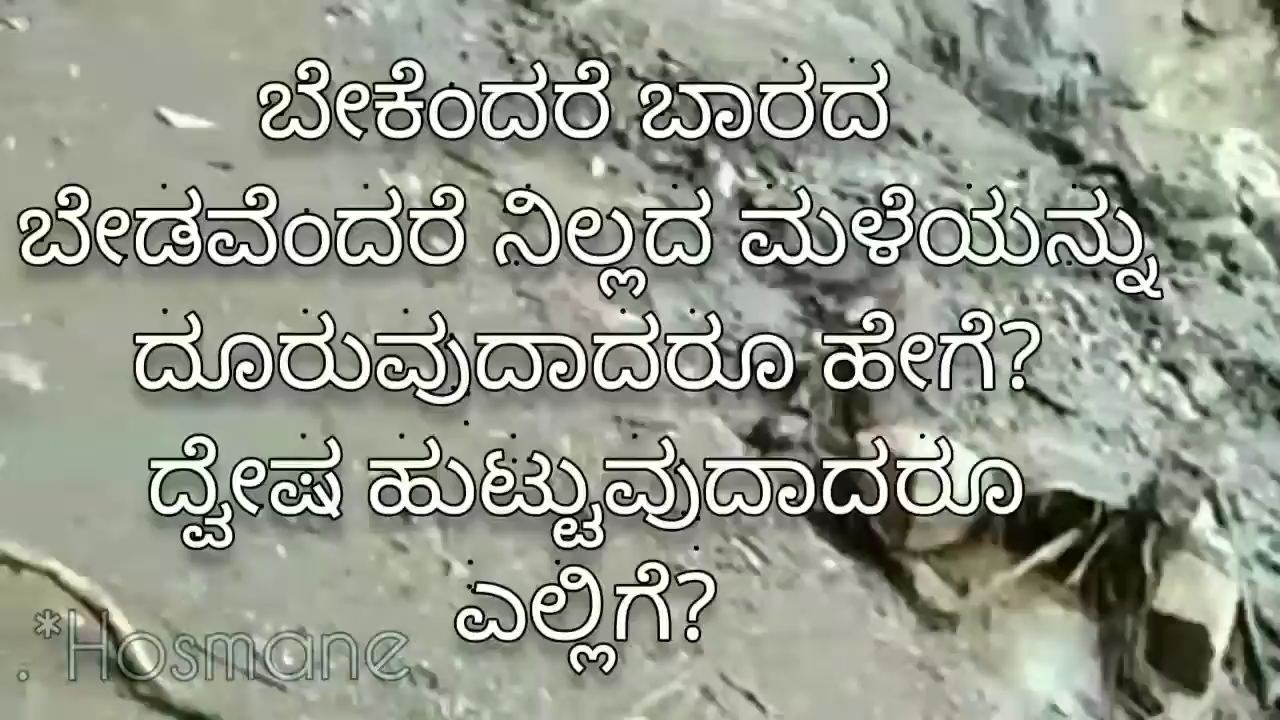 ಬೇಕೆಂದರೆ ಬಾರದ
ಬೇಡವೆಂದರೆ ನಿಲ್ಲದ ಮಳೆಯನ್ನು
ದೂರುವುದಾದರೂ ಹೇಗೆ?
ದ್ವೇಷ ಹುಟ್ಟುವುದಾದರೂ
ಎಲ್ಲಿಗೆ?
. *Hosmane